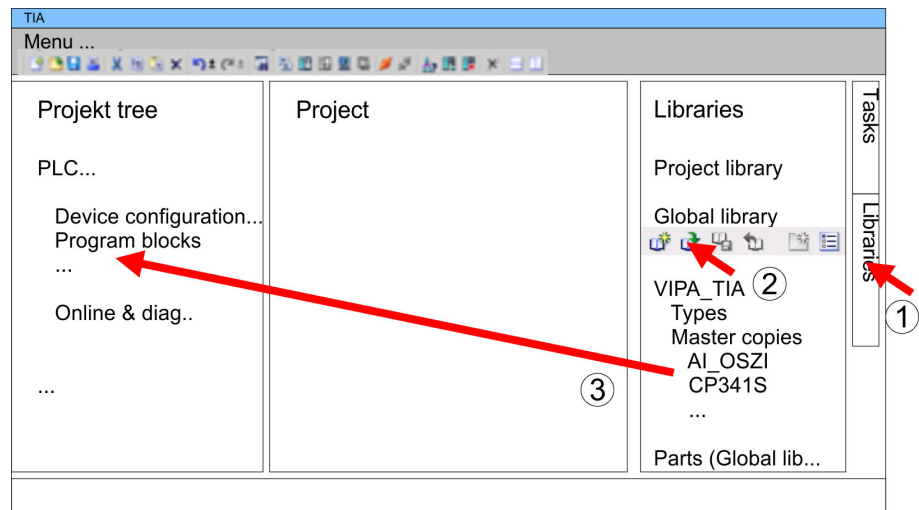 TIA
Menu ...
Projekt tree
PLC...
Device configuration...
Program blocks
...
Online & diag..
...
Project
③
Libraries
Project library
Global library
②
VIPA_TIA
Types
Master copies
AI_OSZI
CP341S
...
Parts (Global lib...
Tasks
Libraries
①